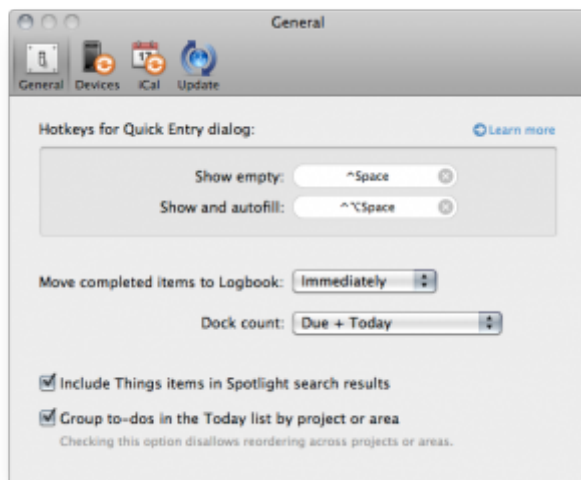 General
General Devices iCal Update
Hotkeys for Quick Entry dialog: Learn more
Show empty: ^Space
Show and autofill: ^⌥Space
Move completed items to Logbook: Immediately
Dock count: Due + Today
Include Things items in Spotlight search results
Group to-dos in the Today list by project or area
Checking this option disallows reordering across projects or areas.